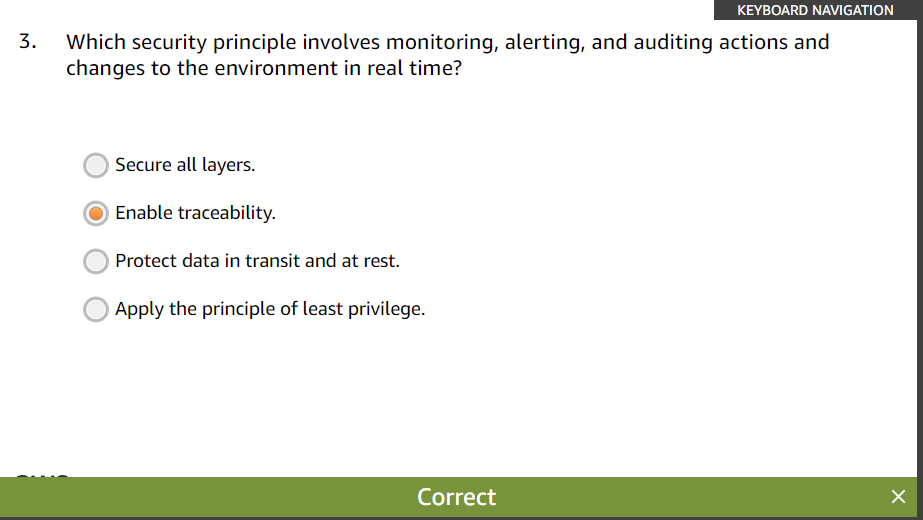 KEYBOARD NAVIGATION
3. Which security principle involves monitoring, alerting, and auditing actions and
changes to the environment in real time?
Secure all layers.
Enable traceability.
Protect data in transit and at rest.
Apply the principle of least privilege.
Correct